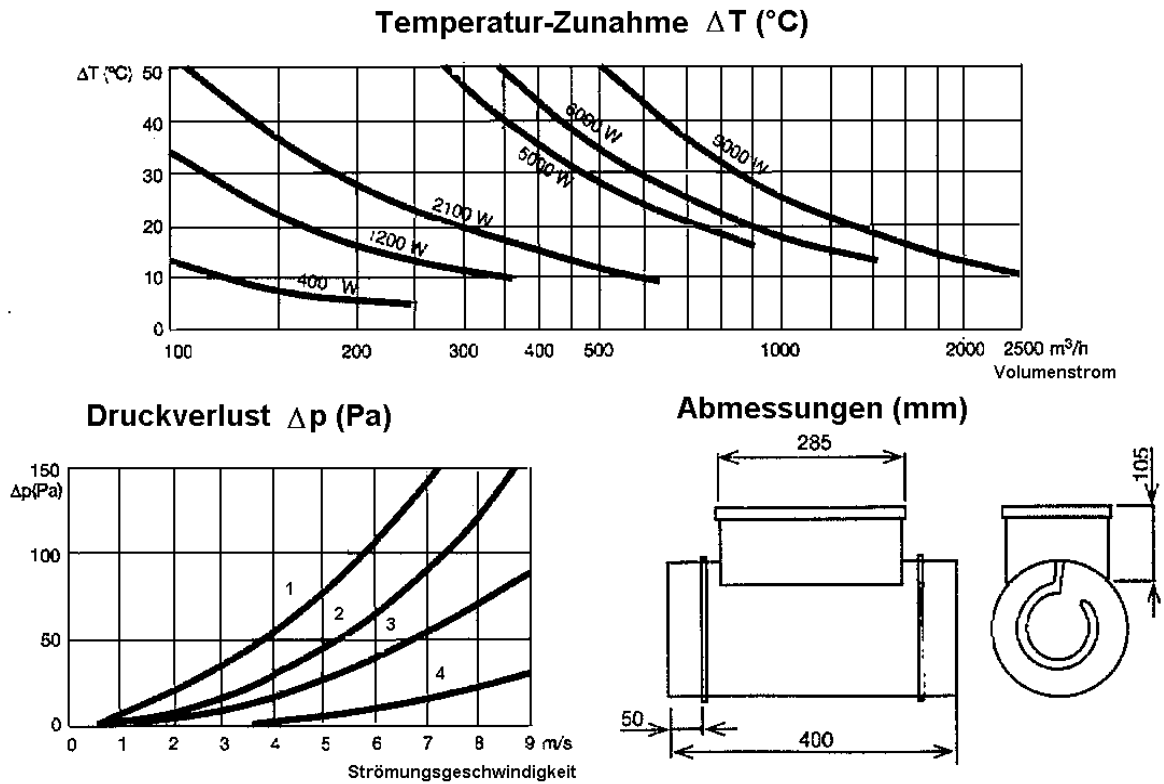 Temperatur-Zunahme ΔT (°C)
ΔT (°C) 50
40
30
20
10
0
6000 W
9000 W
5000 W
2100 W
1200 W
400 W
100 200 300 400 500 1000 2000 2500 m³/h
Volumenstrom
Druckverlust Δp (Pa)
150
Δp(Pa)
100
50
0
1
2
3
4
0 1 2 3 4 5 6 7 8 9 m/s
Strömungsgeschwindigkeit
Abmessungen (mm)
285
105
50
400